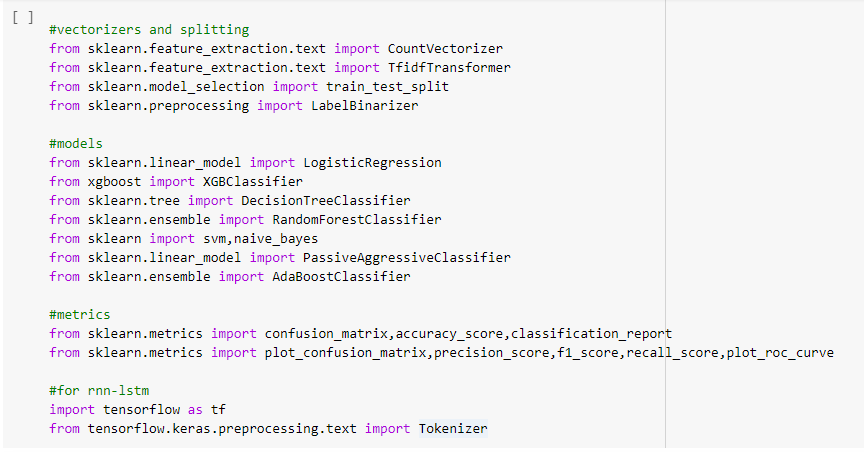 [ ]
#vectorizers and splitting
from sklearn.feature_extraction.text import CountVectorizer
from sklearn.feature_extraction.text import TfidfTransformer
from sklearn.model_selection import train_test_split
from sklearn.preprocessing import LabelBinarizer
#models
from sklearn.linear_model import LogisticRegression
from xgboost import XGBClassifier
from sklearn.tree import DecisionTreeClassifier
from sklearn.ensemble import RandomForestClassifier
from sklearn import svm,naive_bayes
from sklearn.linear_model import PassiveAggressiveClassifier
from sklearn.ensemble import AdaBoostClassifier
#metrics
from sklearn.metrics import confusion_matrix,accuracy_score,classification_report
from sklearn.metrics import plot_confusion_matrix,precision_score,f1_score,recall_score,plot_roc_curve
#for rnn-lstm
import tensorflow as tf
from tensorflow.keras.preprocessing.text import Tokenizer